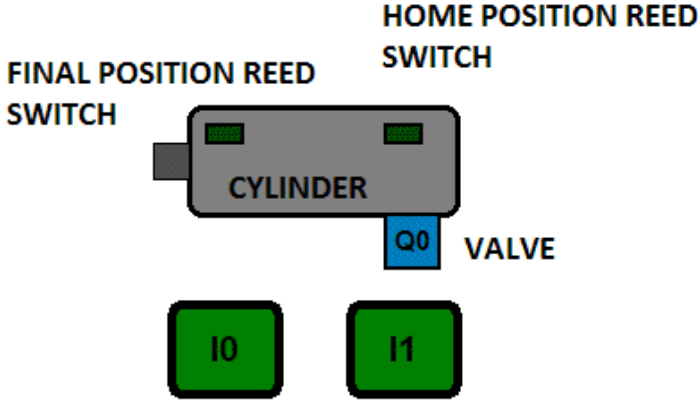 HOME POSITION REED
SWITCH
FINAL POSITION REED
SWITCH
CYLINDER
Q0
VALVE
I0
I1